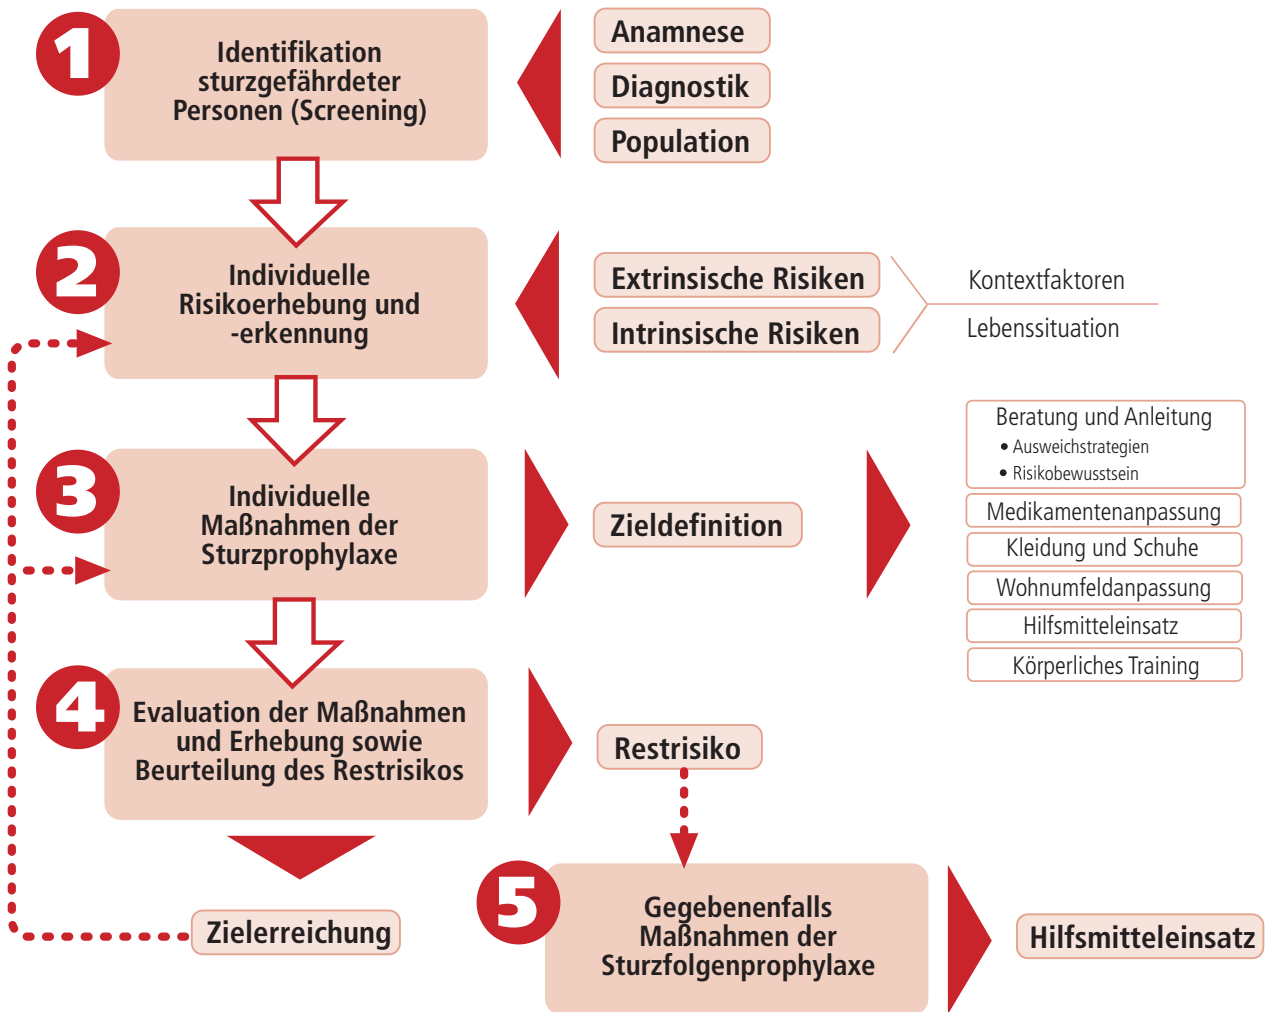 1
Identifikation
sturzgefährdeter
Personen (Screening)
Anamnese
Diagnostik
Population
2
Individuelle
Risikoerhebung und
-erkennung
Extrinsische Risiken
Intrinsische Risiken
Kontextfaktoren
Lebenssituation
3
Individuelle
Maßnahmen der
Sturzprophylaxe
Zieldefinition
Beratung und Anleitung
• Ausweichstrategien
• Risikobewusstsein
Medikamentenanpassung
Kleidung und Schuhe
Wohnumfeldanpassung
Hilfsmitteleinsatz
Körperliches Training
4
Evaluation der Maßnahmen
und Erhebung sowie
Beurteilung des Restrisikos
Restrisiko
Zielerreichung
5
Gegebenenfalls
Maßnahmen der
Sturzfolgenprophylaxe
Hilfsmitteleinsatz